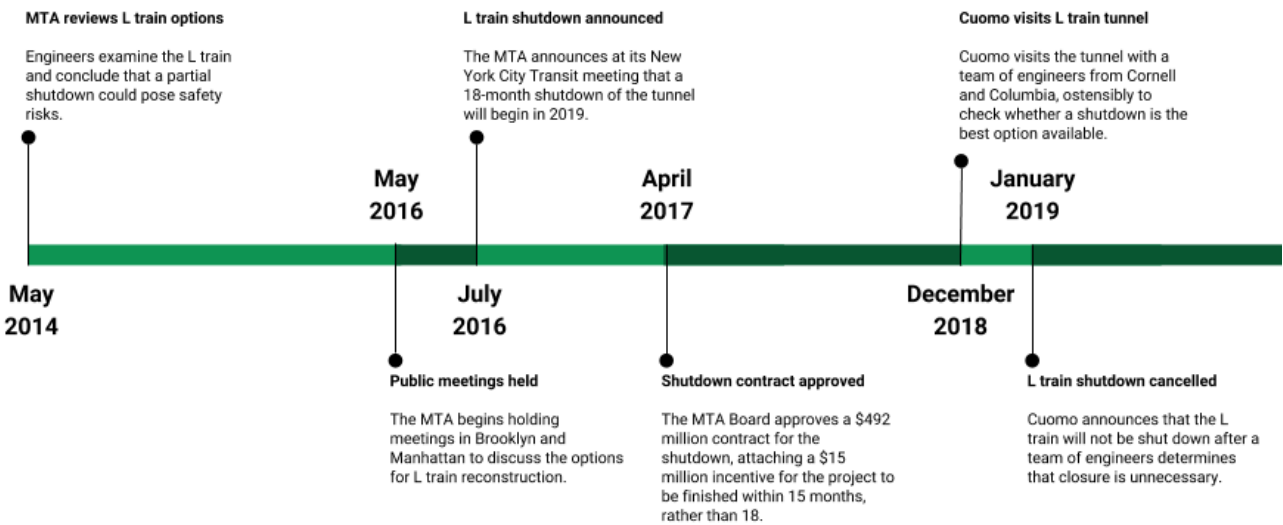 MTA reviews L train options
Engineers examine the L train
and conclude that a partial
shutdown could pose safety
risks.
L train shutdown announced
The MTA announces at its New
York City Transit meeting that a
18-month shutdown of the tunnel
will begin in 2019.
Cuomo visits L train tunnel
Cuomo visits the tunnel with a
team of engineers from Cornell
and Columbia, ostensibly to
check whether a shutdown is the
best option available.
May
2016
April
2017
January
2019
May
2014
July
2016
December
2018
Public meetings held
The MTA begins holding
meetings in Brooklyn and
Manhattan to discuss the options
for L train reconstruction.
Shutdown contract approved
The MTA Board approves a $492
million contract for the
shutdown, attaching a $15
million incentive for the project to
be finished within 15 months,
rather than 18.
L train shutdown cancelled
Cuomo announces that the L
train will not be shut down after a
team of engineers determines
that closure is unnecessary.